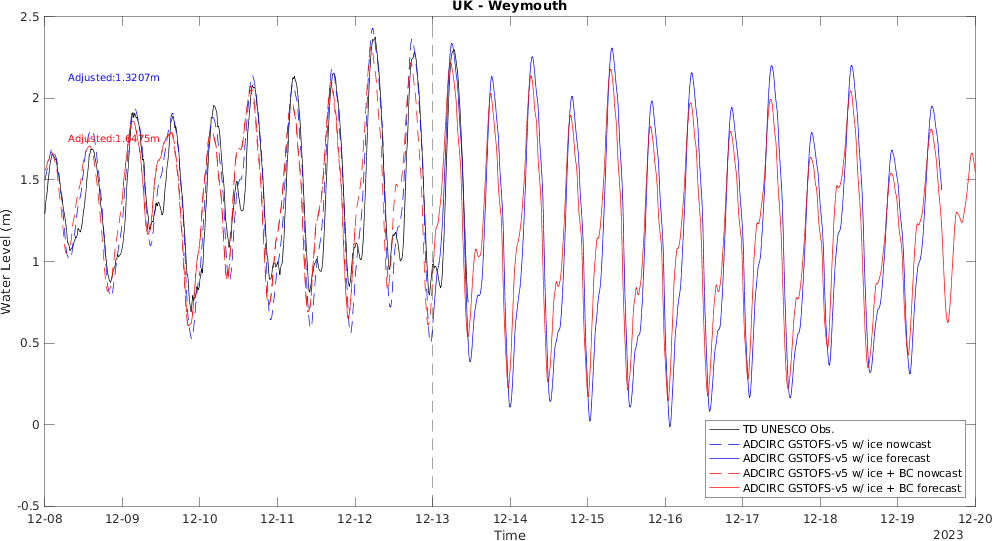 UK - Weymouth
Adjusted:1.3207m
Adjusted:1.6475m
Water Level (m)
2.5
2
1.5
1
0.5
0
-0.5
12-08 12-09 12-10 12-11 12-12 12-13 12-14 12-15 12-16 12-17 12-18 12-19 12-20
Time
2023
TD UNESCO Obs.
ADCIRC GSTOFS-v5 w/ ice nowcast
ADCIRC GSTOFS-v5 w/ ice forecast
ADCIRC GSTOFS-v5 w/ ice + BC nowcast
ADCIRC GSTOFS-v5 w/ ice + BC forecast